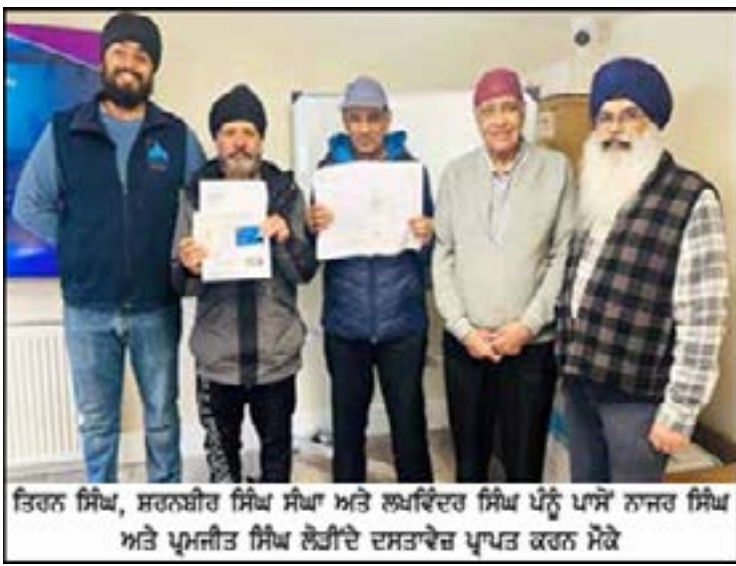 ਤਿਰਨ ਸਿੰਘ, ਸ਼ਰਨਬੀਰ ਸਿੰਘ ਸੰਘਾ ਅਤੇ ਲਖਵਿੰਦਰ ਸਿੰਘ ਪੰਨੂੰ ਪਾਸੋਂ ਨਾਜਰ ਸਿੰਘ
ਅਤੇ ਪ੍ਰਮਜੀਤ ਸਿੰਘ ਲੋੜੀਂਦੇ ਦਸਤਾਵੇਜ਼ ਪ੍ਰਾਪਤ ਕਰਨ ਮੌਕੇ